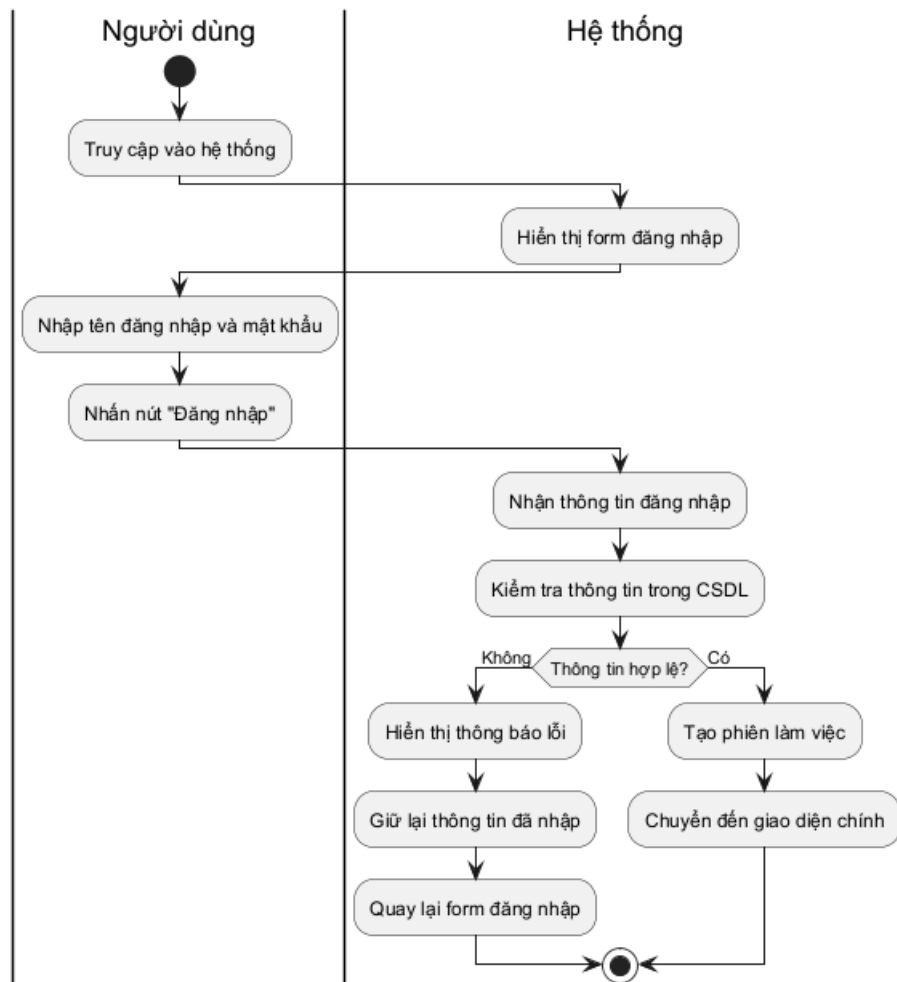 Người dùng
Hệ thống
Truy cập vào hệ thống
Hiển thị form đăng nhập
Nhập tên đăng nhập và mật khẩu
Nhấn nút "Đăng nhập"
Nhận thông tin đăng nhập
Kiểm tra thông tin trong CSDL
Không
Thông tin hợp lệ?
Có
Hiển thị thông báo lỗi
Tạo phiên làm việc
Giữ lại thông tin đã nhập
Chuyển đến giao diện chính
Quay lại form đăng nhập